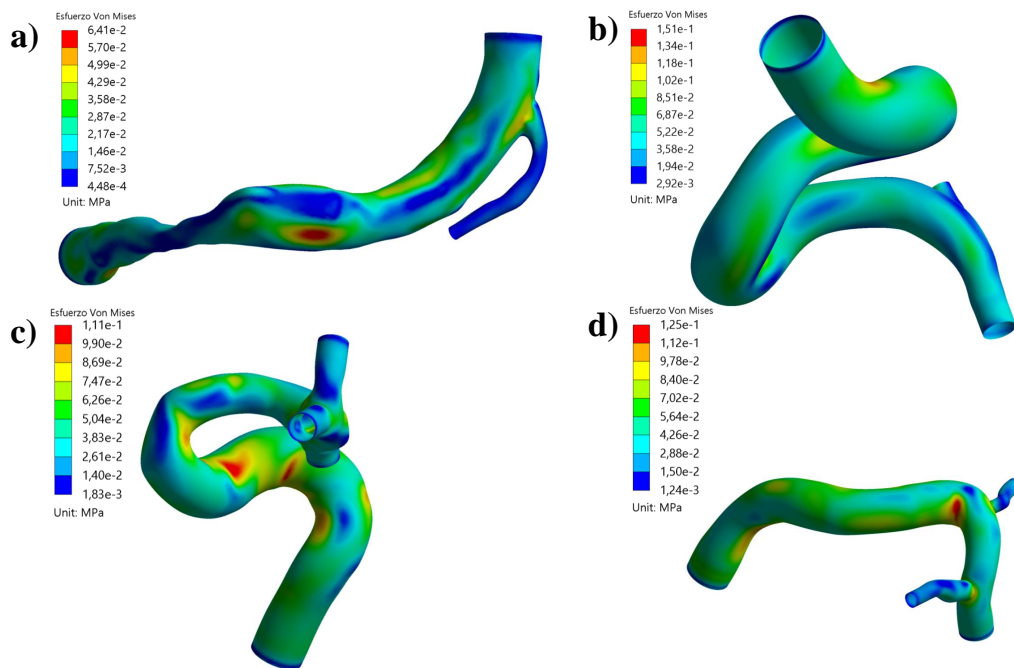 a)
Esfuerzo Von Mises
6,41e-2
5,70e-2
4,99e-2
4,29e-2
3,58e-2
2,87e-2
2,17e-2
1,46e-2
7,52e-3
4,48e-4
Unit: MPa
b)
Esfuerzo Von Mises
1,51e-1
1,34e-1
1,18e-1
1,02e-1
8,51e-2
6,87e-2
5,22e-2
3,58e-2
1,94e-2
2,92e-3
Unit: MPa
c)
Esfuerzo Von Mises
1,11e-1
9,90e-2
8,69e-2
7,47e-2
6,26e-2
5,04e-2
3,83e-2
2,61e-2
1,40e-2
1,83e-3
Unit: MPa
d)
Esfuerzo Von Mises
1,25e-1
1,12e-1
9,78e-2
8,40e-2
7,02e-2
5,64e-2
4,26e-2
2,88e-2
1,50e-2
1,24e-3
Unit: MPa